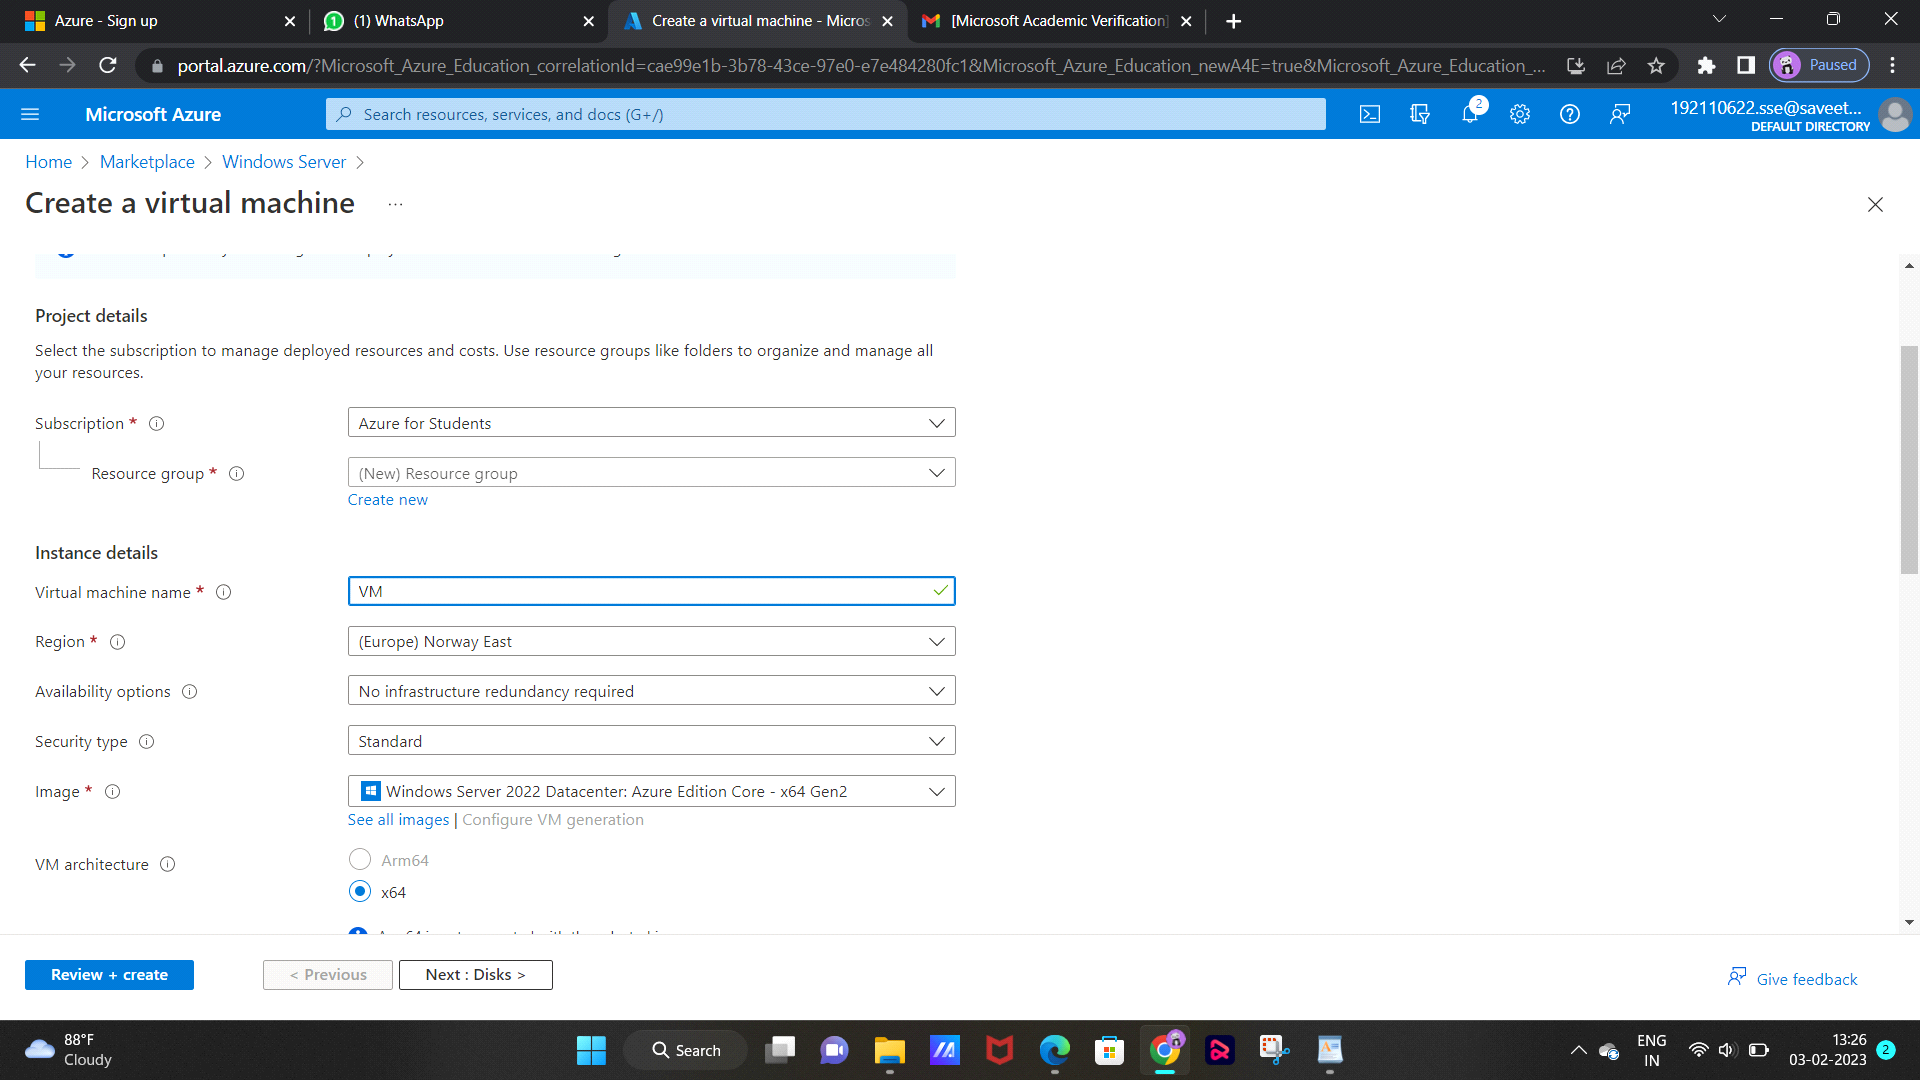 Azure - Sign up
(1) WhatsApp
Create a virtual machine - Micros
[Microsoft Academic Verification]
portal.azure.com/?Microsoft_Azure_Education_correlationId=cae99e1b-3b78-43ce-97e0-e7e484280fc1&Microsoft_Azure_Education_newA4E=true&Microsoft_Azure_Education_...
Paused
Microsoft Azure
Search resources, services, and docs (G+/)
2
192110622.sse@saveet...
DEFAULT DIRECTORY
Home > Marketplace > Windows Server >
Create a virtual machine ...
Project details
Select the subscription to manage deployed resources and costs. Use resource groups like folders to organize and manage all
your resources.
Subscription *
Azure for Students
Resource group *
(New) Resource group
Create new
Instance details
Virtual machine name *
VM
Region *
(Europe) Norway East
Availability options
No infrastructure redundancy required
Security type
Standard
Image *
Windows Server 2022 Datacenter: Azure Edition Core - x64 Gen2
See all images | Configure VM generation
VM architecture
Arm64
x64
Review + create
< Previous
Next : Disks >
Give feedback
88°F
Cloudy
Search
ENG
IN
13:26
03-02-2023
2